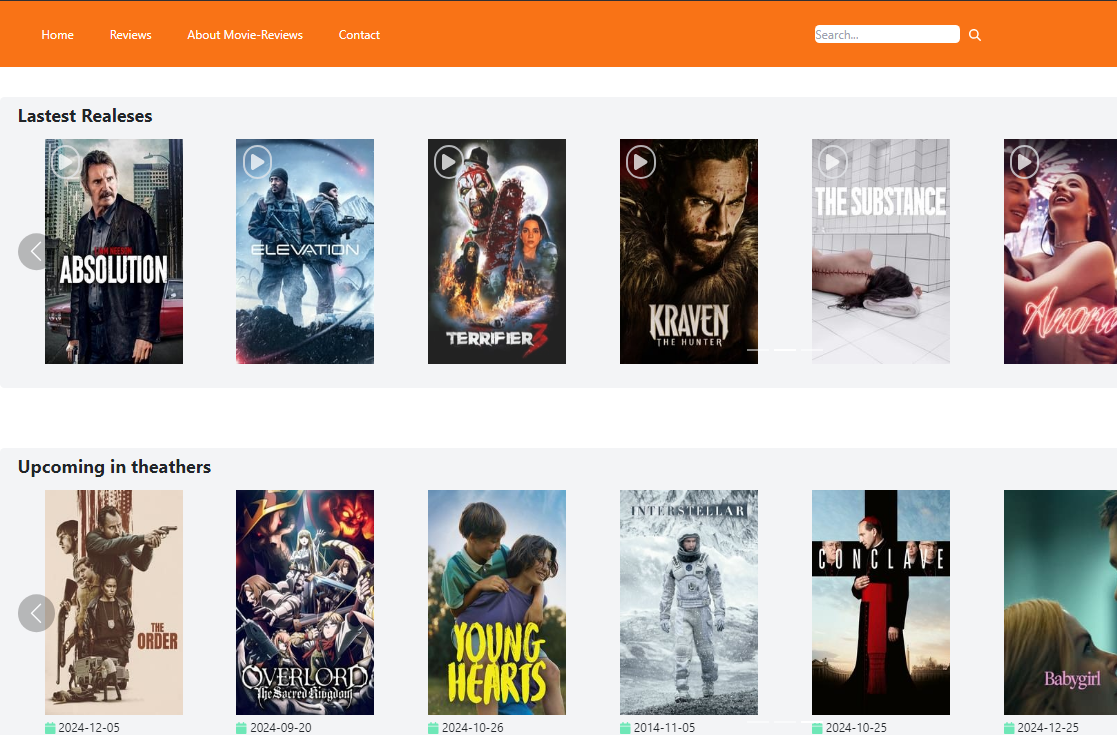 Home Reviews About Movie-Reviews Contact Search...
Lastest Realeses
LIAM NEESON
ABSOLUTION
ELEVATION
TERRIFIER 3
KRAVEN
THE HUNTER
THE SUBSTANCE
Anora
Upcoming in theathers
THE
ORDER
OVERLORD
The Sacred Kingdom
YOUNG
HEARTS
INTERSTELLAR
CONCLAVE
Babygirl
2024-12-05 2024-09-20 2024-10-26 2014-11-05 2024-10-25 2024-12-25